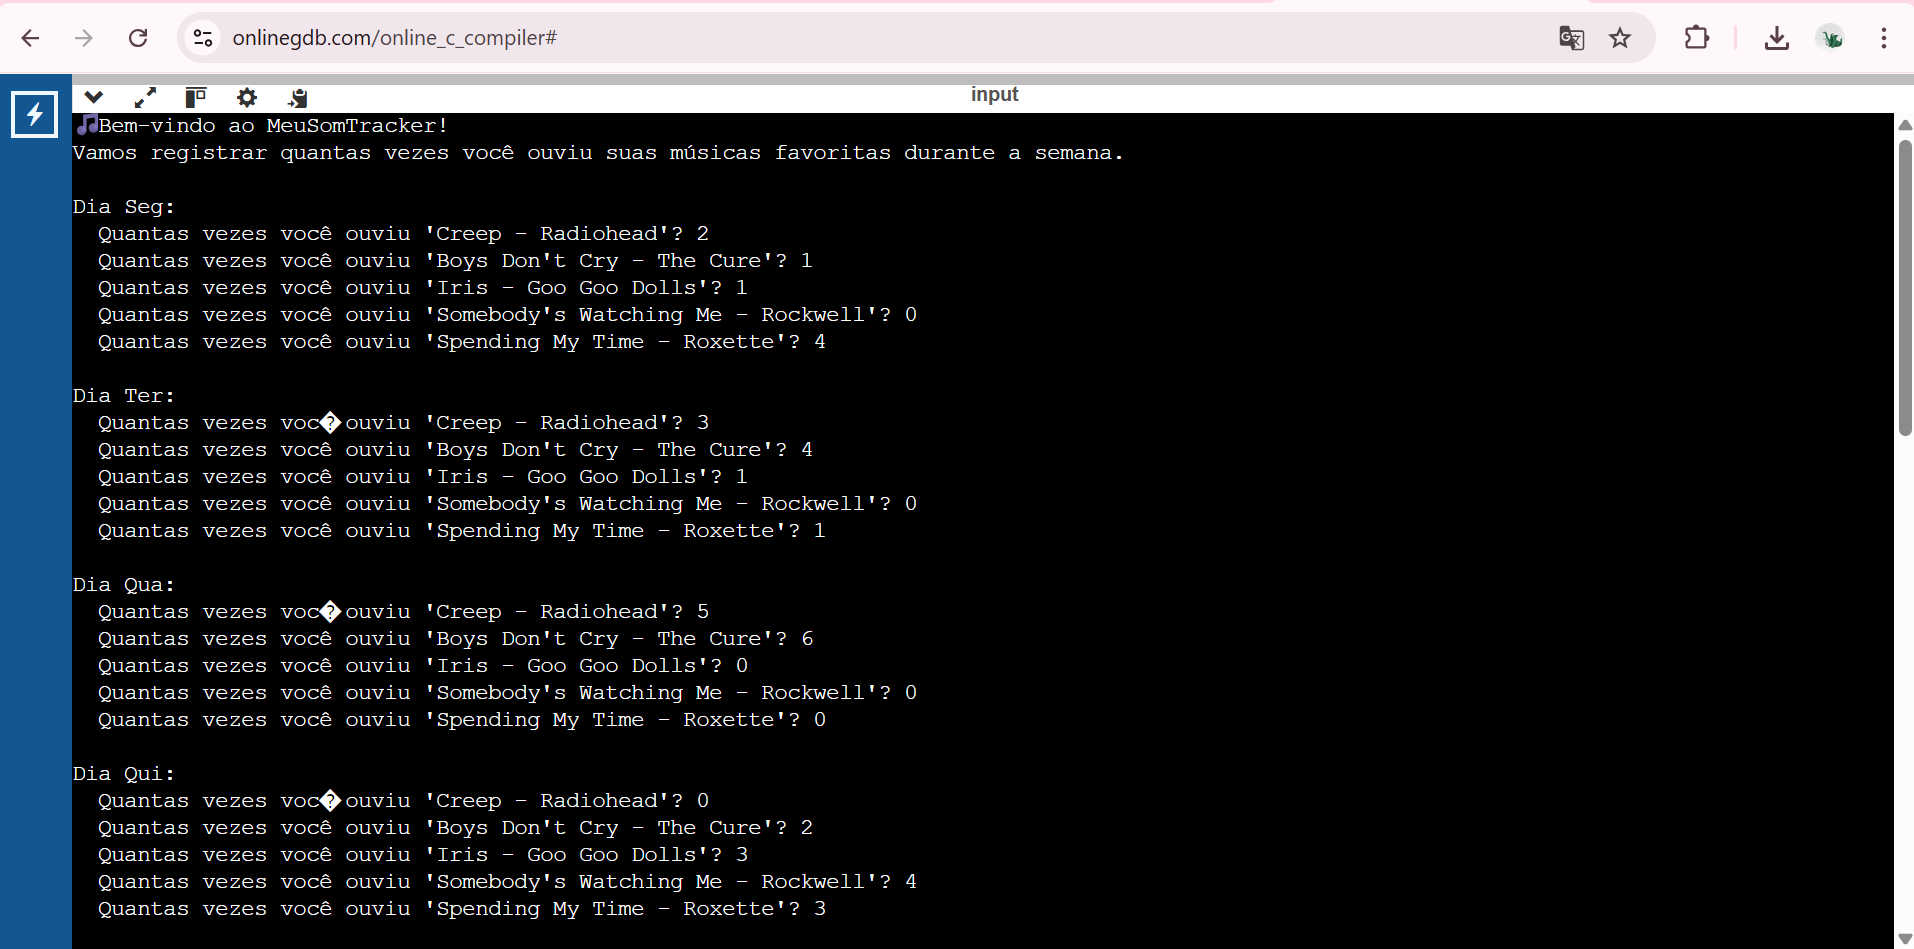 onlinegdb.com/online_c_compiler#
input
🎵Bem-vindo ao MeuSomTracker!
Vamos registrar quantas vezes você ouviu suas músicas favoritas durante a semana.
Dia Seg:
Quantas vezes você ouviu 'Creep - Radiohead'? 2
Quantas vezes você ouviu 'Boys Don't Cry - The Cure'? 1
Quantas vezes você ouviu 'Iris - Goo Goo Dolls'? 1
Quantas vezes você ouviu 'Somebody's Watching Me - Rockwell'? 0
Quantas vezes você ouviu 'Spending My Time - Roxette'? 4
Dia Ter:
Quantas vezes voc�ouviu 'Creep - Radiohead'? 3
Quantas vezes você ouviu 'Boys Don't Cry - The Cure'? 4
Quantas vezes você ouviu 'Iris - Goo Goo Dolls'? 1
Quantas vezes você ouviu 'Somebody's Watching Me - Rockwell'? 0
Quantas vezes você ouviu 'Spending My Time - Roxette'? 1
Dia Qua:
Quantas vezes voc�ouviu 'Creep - Radiohead'? 5
Quantas vezes você ouviu 'Boys Don't Cry - The Cure'? 6
Quantas vezes você ouviu 'Iris - Goo Goo Dolls'? 0
Quantas vezes você ouviu 'Somebody's Watching Me - Rockwell'? 0
Quantas vezes você ouviu 'Spending My Time - Roxette'? 0
Dia Qui:
Quantas vezes voc�ouviu 'Creep - Radiohead'? 0
Quantas vezes você ouviu 'Boys Don't Cry - The Cure'? 2
Quantas vezes você ouviu 'Iris - Goo Goo Dolls'? 3
Quantas vezes você ouviu 'Somebody's Watching Me - Rockwell'? 4
Quantas vezes você ouviu 'Spending My Time - Roxette'? 3